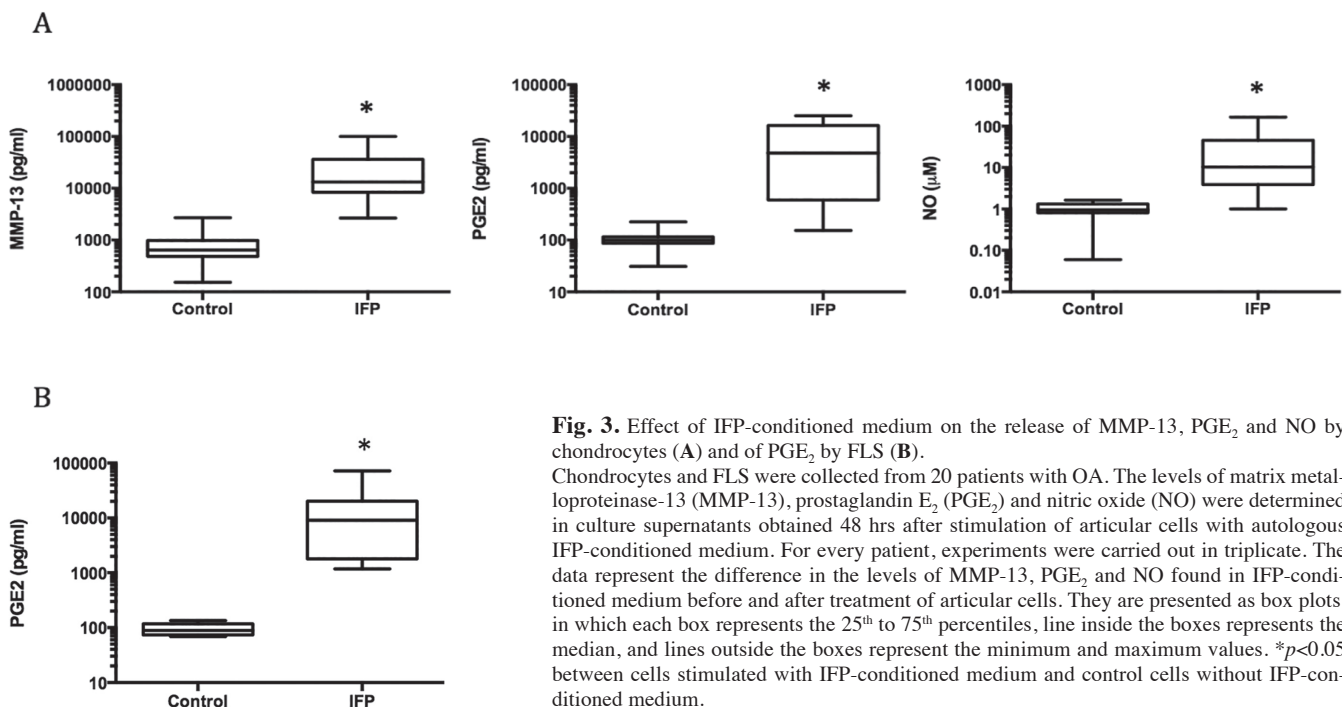 A
MMP-13 (pg/ml)
1000000
100000
10000
1000
100
*
Control
IFP
PGE2 (pg/ml)
100000
10000
1000
100
10
*
Control
IFP
NO (μM)
1000
100
10
1
0.10
0.01
*
Control
IFP
B
PGE2 (pg/ml)
100000
10000
1000
100
10
*
Control
IFP
Fig. 3. Effect of IFP-conditioned medium on the release of MMP-13, PGE₂ and NO by
chondrocytes (A) and of PGE₂ by FLS (B).
Chondrocytes and FLS were collected from 20 patients with OA. The levels of matrix metal-
loproteinase-13 (MMP-13), prostaglandin E₂ (PGE₂) and nitric oxide (NO) were determined
in culture supernatants obtained 48 hrs after stimulation of articular cells with autologous
IFP-conditioned medium. For every patient, experiments were carried out in triplicate. The
data represent the difference in the levels of MMP-13, PGE₂ and NO found in IFP-condi-
tioned medium before and after treatment of articular cells. They are presented as box plots,
in which each box represents the 25th to 75th percentiles, line inside the boxes represents the
median, and lines outside the boxes represent the minimum and maximum values. *p<0.05
between cells stimulated with IFP-conditioned medium and control cells without IFP-con-
ditioned medium.